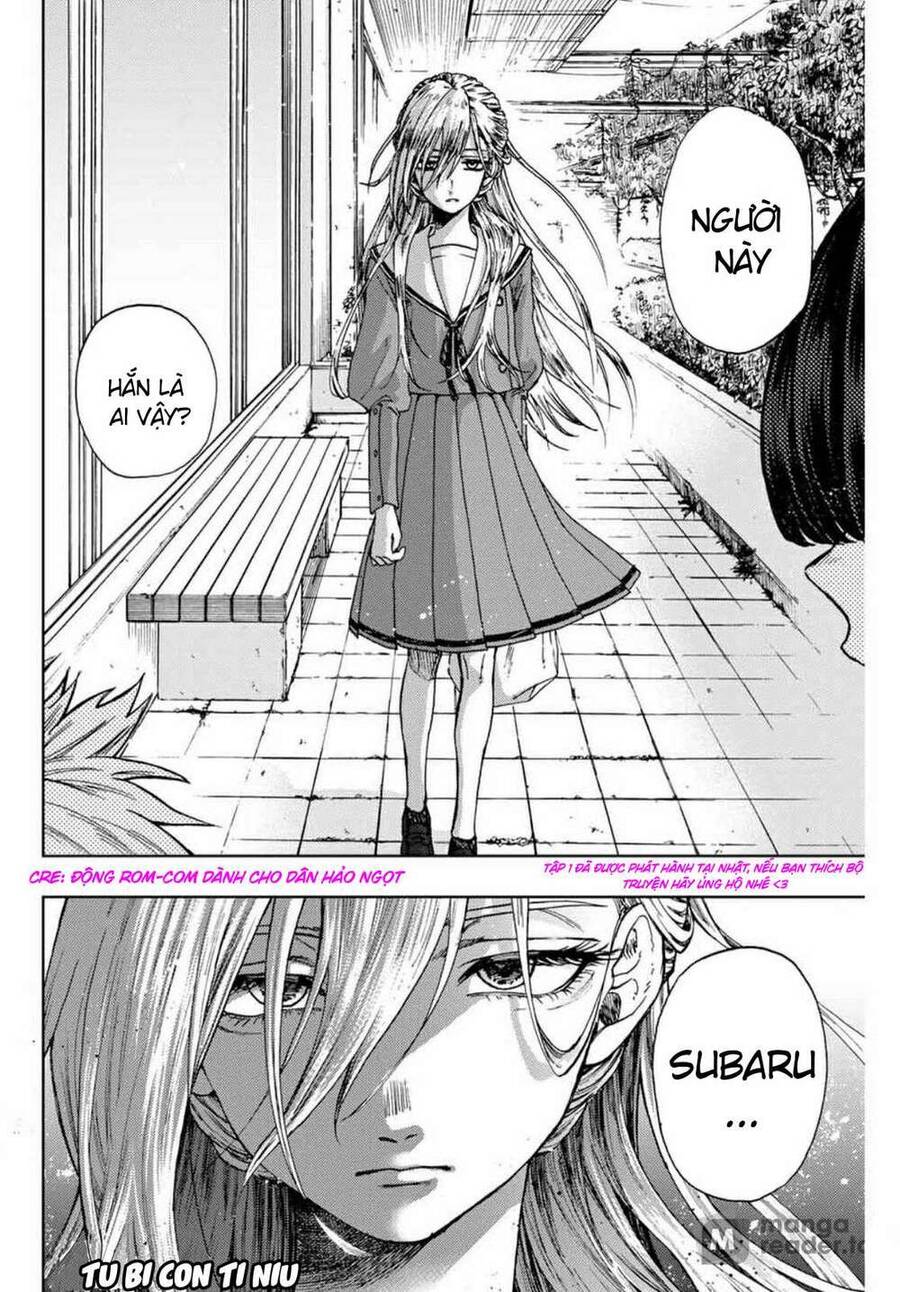 NGƯỜI
NÀY
HẮN LÀ
AI VẬY?
CRE: ĐỘNG ROM-COM DÀNH CHO DÂN HẢO NGỌT
TẬP 1 ĐÃ ĐƯỢC PHÁT HÀNH TẠI NHẬT, NẾU BẠN THÍCH BỘ
TRUYỆN HÃY ỦNG HỘ NHÉ <3
SUBARU
...
TU BI CON TI NIU
M manga
reader.to